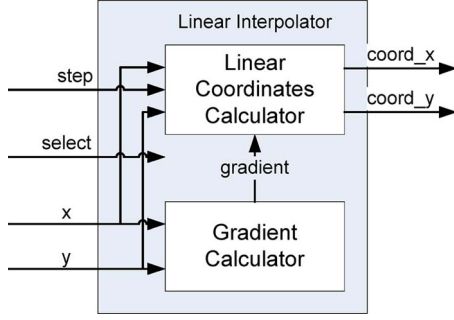 Linear Interpolator
step
select
x
y
Linear
Coordinates
Calculator
coord_x
coord_y
gradient
Gradient
Calculator